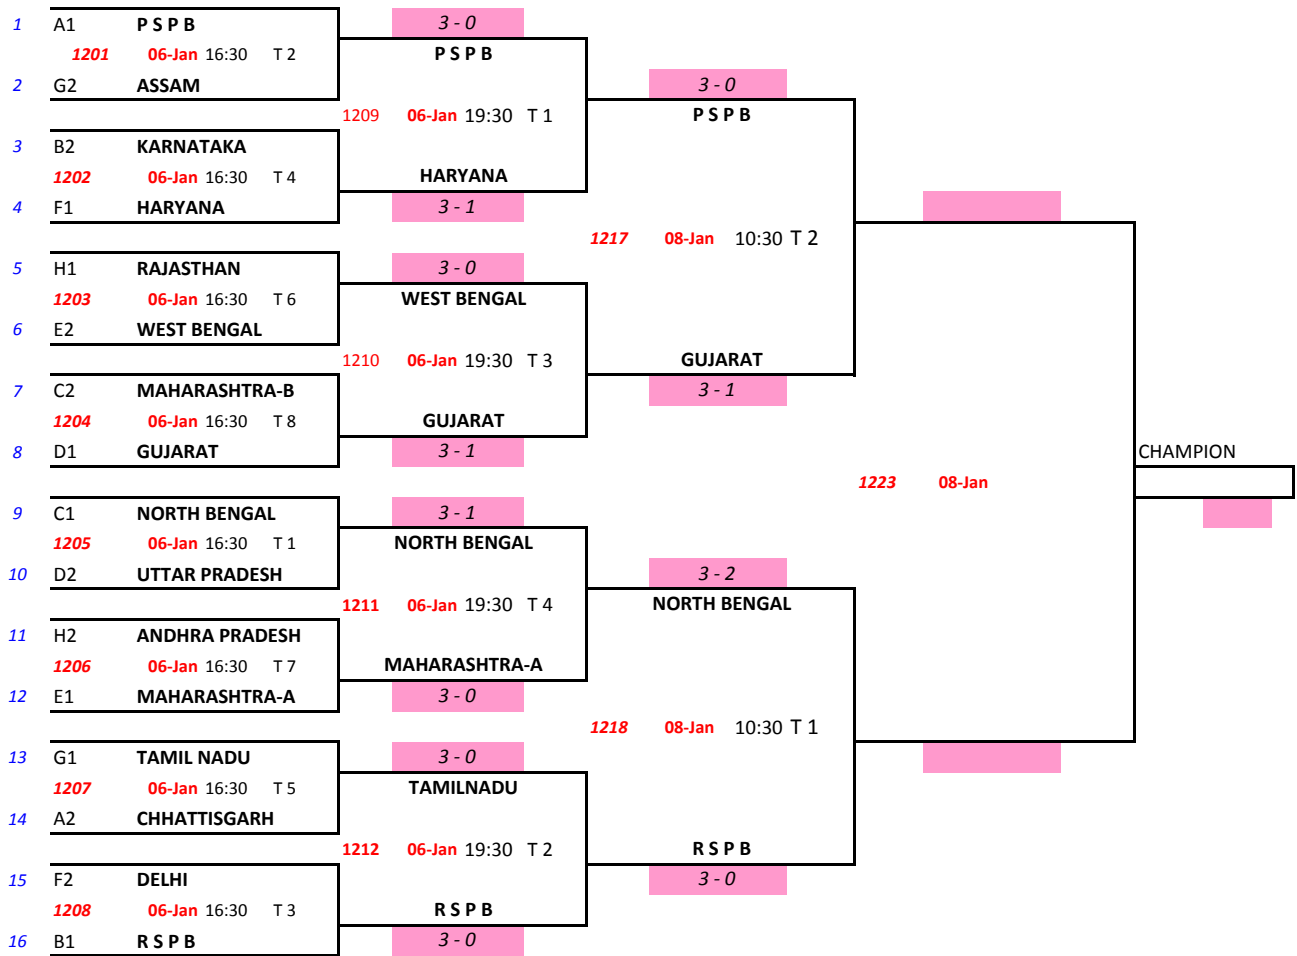 1 A1 P S P B 3 - 0
1201 06-Jan 16:30 T 2 P S P B
2 G2 ASSAM 3 - 0
1209 06-Jan 19:30 T 1 P S P B
3 B2 KARNATAKA
1202 06-Jan 16:30 T 4 HARYANA
4 F1 HARYANA 3 - 1
1217 08-Jan 10:30 T 2
5 H1 RAJASTHAN 3 - 0
1203 06-Jan 16:30 T 6 WEST BENGAL
6 E2 WEST BENGAL
1210 06-Jan 19:30 T 3 GUJARAT
7 C2 MAHARASHTRA-B 3 - 1
1204 06-Jan 16:30 T 8 GUJARAT
8 D1 GUJARAT 3 - 1 CHAMPION
1223 08-Jan
9 C1 NORTH BENGAL 3 - 1
1205 06-Jan 16:30 T 1 NORTH BENGAL
10 D2 UTTAR PRADESH 3 - 2
1211 06-Jan 19:30 T 4 NORTH BENGAL
11 H2 ANDHRA PRADESH
1206 06-Jan 16:30 T 7 MAHARASHTRA-A
12 E1 MAHARASHTRA-A 3 - 0
1218 08-Jan 10:30 T 1
13 G1 TAMIL NADU 3 - 0
1207 06-Jan 16:30 T 5 TAMILNADU
14 A2 CHHATTISGARH
1212 06-Jan 19:30 T 2 R S P B
15 F2 DELHI 3 - 0
1208 06-Jan 16:30 T 3 R S P B
16 B1 R S P B 3 - 0